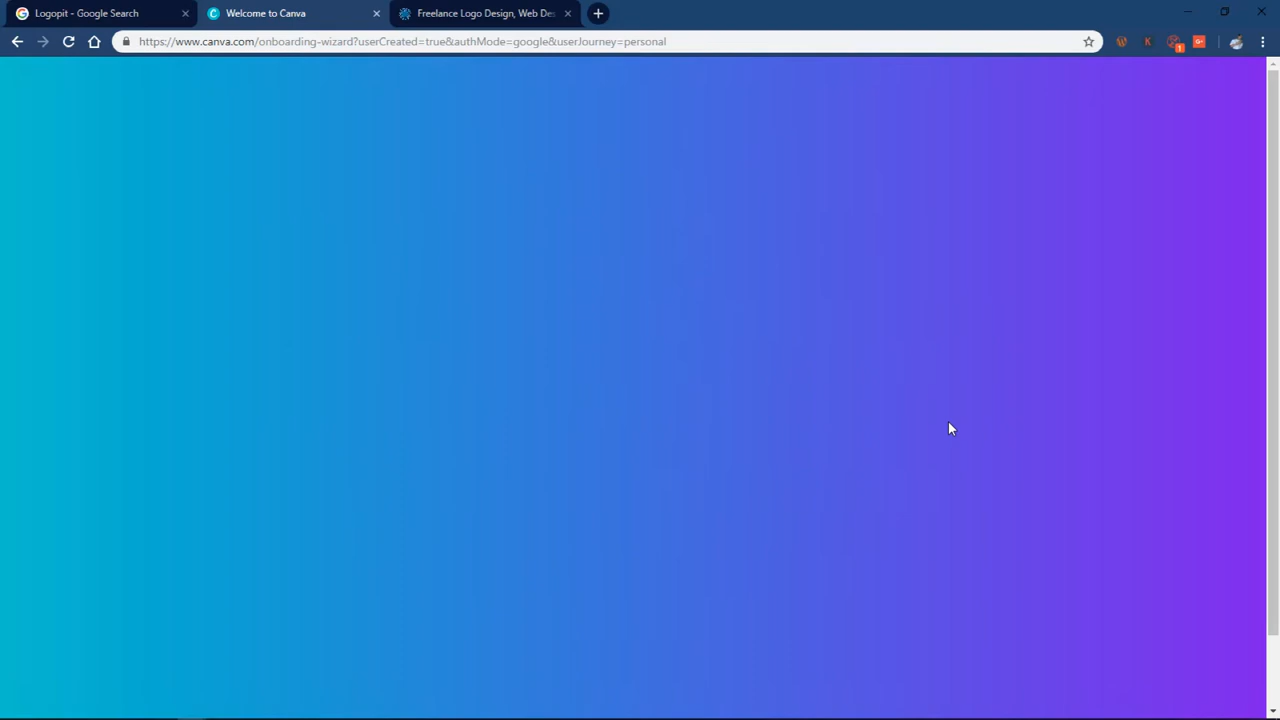 Logopit - Google Search
Welcome to Canva
Freelance Logo Design, Web De
https://www.canva.com/onboarding-wizard?userCreated=true&authMode=google&userJourney=personal
W
K
1
G+